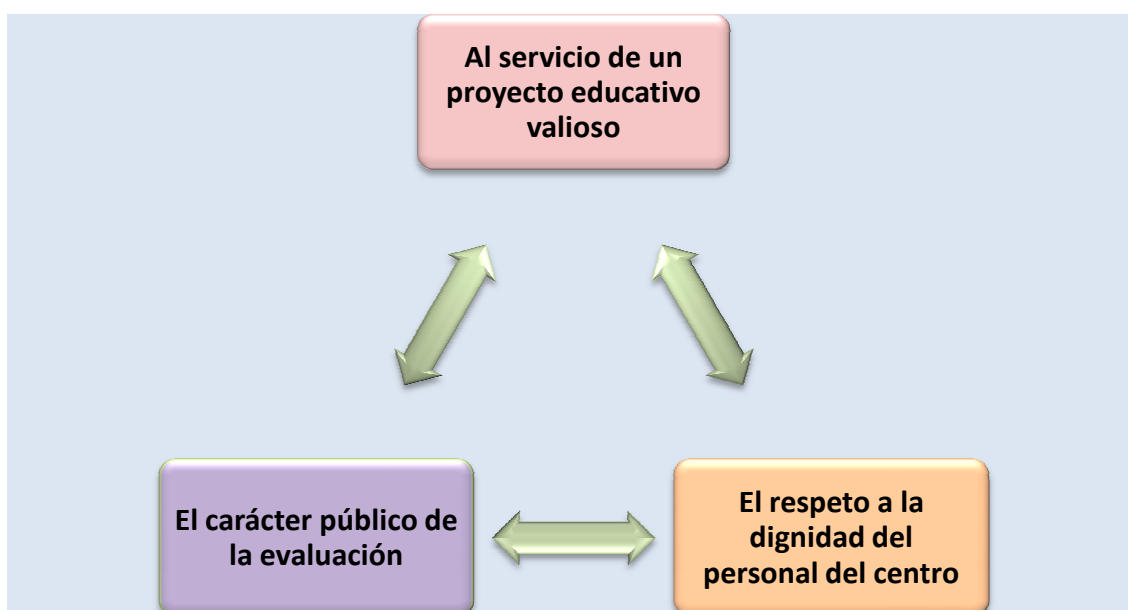 Al servicio de un
proyecto educativo
valioso
El carácter público de
la evaluación
El respeto a la
dignidad del
personal del centro